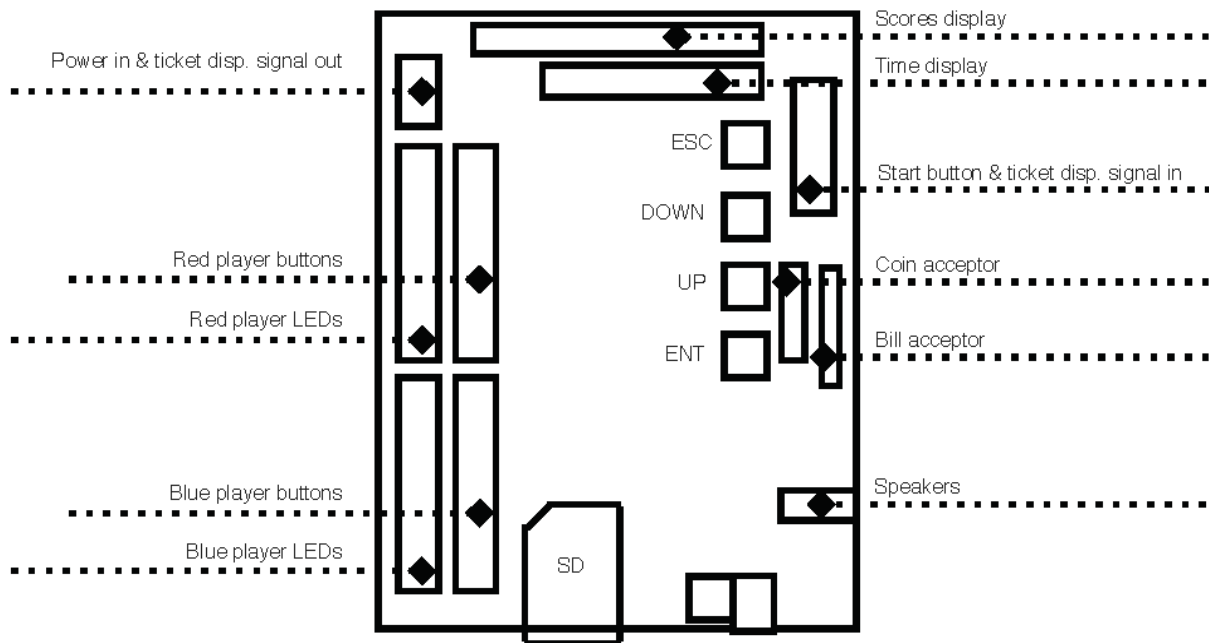 Scores display
Power in & ticket disp. signal out
Time display
ESC
Start button & ticket disp. signal in
DOWN
Red player buttons
UP
Coin acceptor
Red player LEDs
ENT
Bill acceptor
Blue player buttons
Speakers
Blue player LEDs
SD